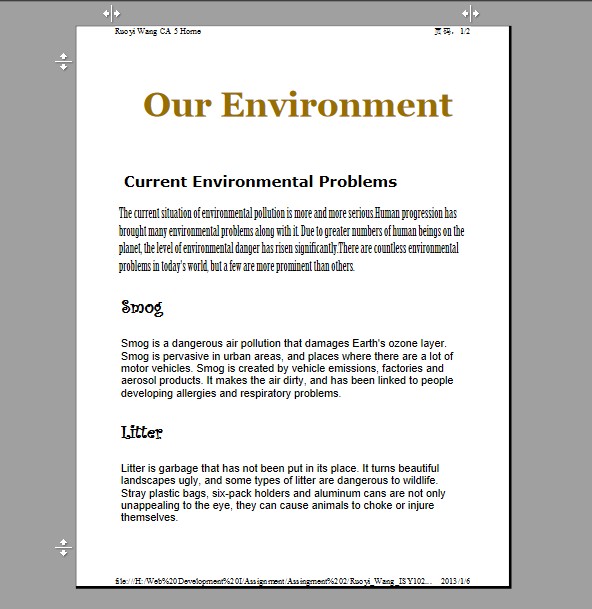 Ruoyi Wang CA 5 Home 页码，1/2
Our Environment
Current Environmental Problems
The current situation of environmental pollution is more and more serious.Human progression has
brought many environmental problems along with it. Due to greater numbers of human beings on the
planet, the level of environmental danger has risen significantly.There are countless environmental
problems in today's world, but a few are more prominent than others.
Smog
Smog is a dangerous air pollution that damages Earth's ozone layer.
Smog is pervasive in urban areas, and places where there are a lot of
motor vehicles. Smog is created by vehicle emissions, factories and
aerosol products. It makes the air dirty, and has been linked to people
developing allergies and respiratory problems.
Litter
Litter is garbage that has not been put in its place. It turns beautiful
landscapes ugly, and some types of litter are dangerous to wildlife.
Stray plastic bags, six-pack holders and aluminum cans are not only
unappealing to the eye, they can cause animals to choke or injure
themselves.
file://H:/Web%20Development%20I/Assignment/Assingment%202/Ruoyi_Wang_ISY102... 2013/1/6